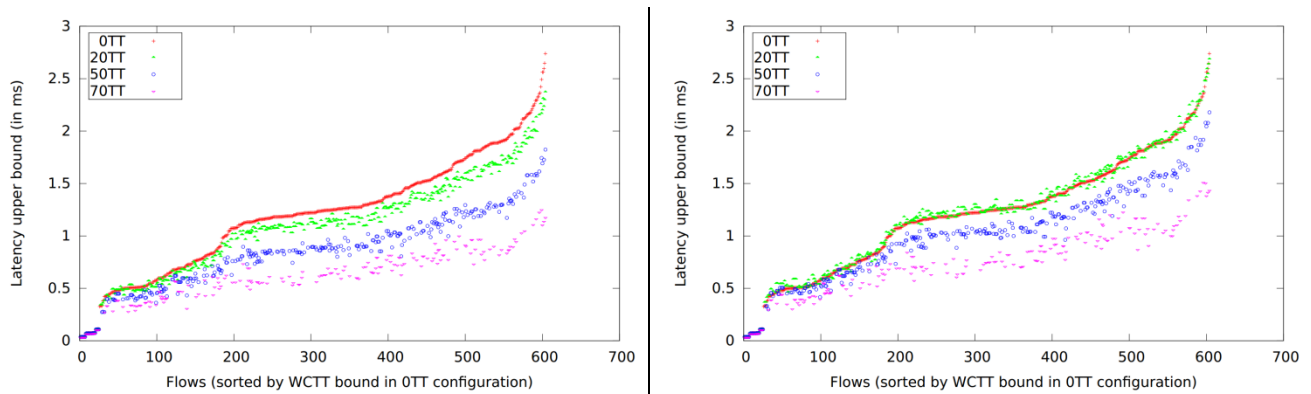 3
2.5
2
1.5
1
0.5
0
0 100 200 300 400 500 600 700
Latency upper bound (in ms)
Flows (sorted by WCTT bound in 0TT configuration)
0TT
20TT
50TT
70TT
3
2.5
2
1.5
1
0.5
0
0 100 200 300 400 500 600 700
Latency upper bound (in ms)
Flows (sorted by WCTT bound in 0TT configuration)
0TT
20TT
50TT
70TT